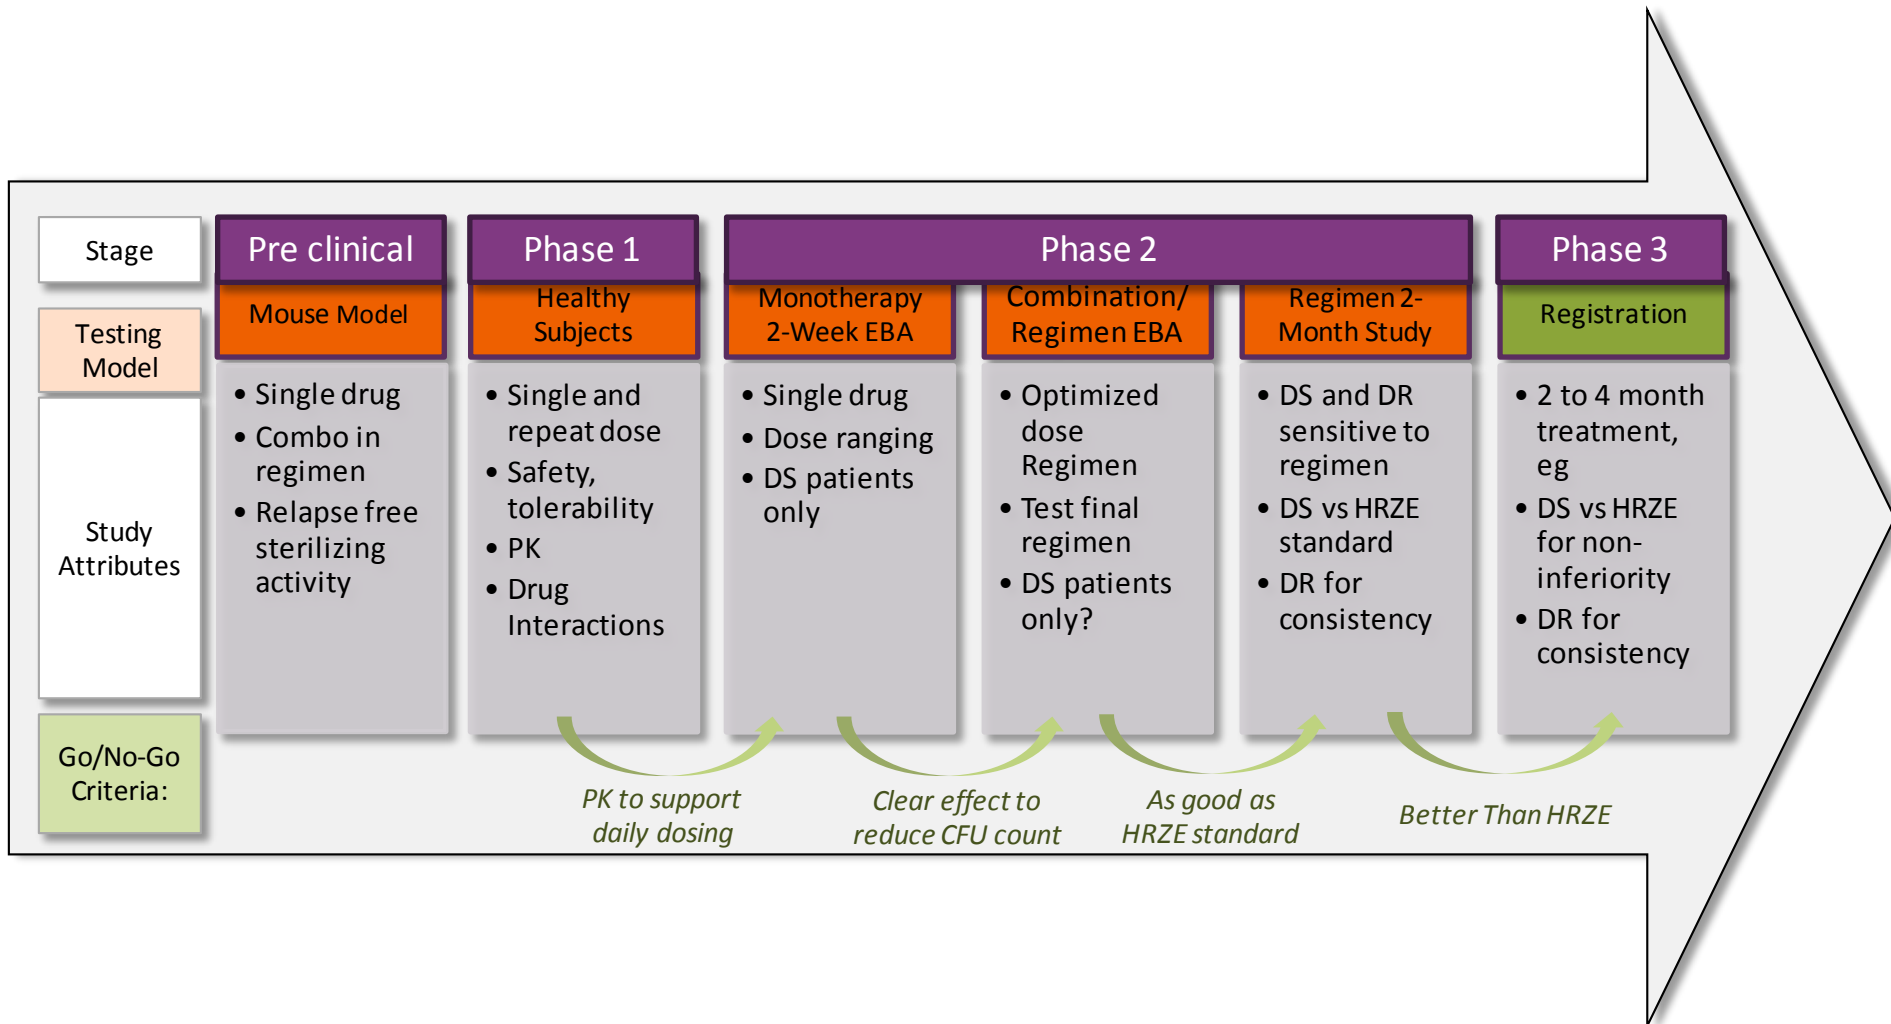 Stage
Pre clinical
Phase 1
Phase 2
Phase 3
Testing
Model
Mouse Model
Healthy
Subjects
Monotherapy
2-Week EBA
Combination/
Regimen EBA
Regimen 2-
Month Study
Registration
Study
Attributes
• Single drug
• Combo in
regimen
• Relapse free
sterilizing
activity
• Single and
repeat dose
• Safety,
tolerability
• PK
• Drug
Interactions
• Single drug
• Dose ranging
• DS patients
only
• Optimized
dose
Regimen
• Test final
regimen
• DS patients
only?
• DS and DR
sensitive to
regimen
• DS vs HRZE
standard
• DR for
consistency
• 2 to 4 month
treatment,
eg
• DS vs HRZE
for non-
inferiority
• DR for
consistency
Go/No-Go
Criteria:
PK to support
daily dosing
Clear effect to
reduce CFU count
As good as
HRZE standard
Better Than HRZE